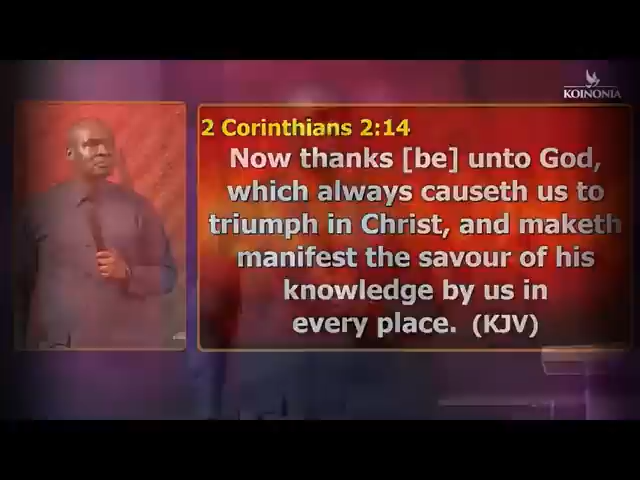 KOINONIA
2 Corinthians 2:14
Now thanks [be] unto God,
which always causeth us to
triumph in Christ, and maketh
manifest the savour of his
knowledge by us in
every place. (KJV)